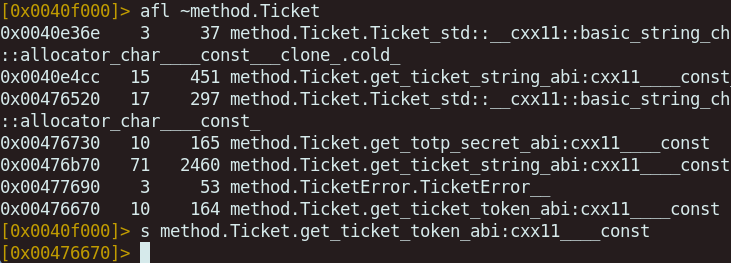 [0x0040f000]> afl ~method.Ticket
0x0040e36e    3     37 method.Ticket.Ticket_std::__cxx11::basic_string_ch
::allocator_char____const___clone_.cold_
0x0040e4cc   15    451 method.Ticket.get_ticket_string_abi:cxx11____const_
0x00476520   17    297 method.Ticket.Ticket_std::__cxx11::basic_string_ch
::allocator_char____const_
0x00476730   10    165 method.Ticket.get_totp_secret_abi:cxx11____const
0x00476b70   71   2460 method.Ticket.get_ticket_string_abi:cxx11____const
0x00477690    3     53 method.TicketError.TicketError__
0x00476670   10    164 method.Ticket.get_ticket_token_abi:cxx11____const
[0x0040f000]> s method.Ticket.get_ticket_token_abi:cxx11____const
[0x00476670]>